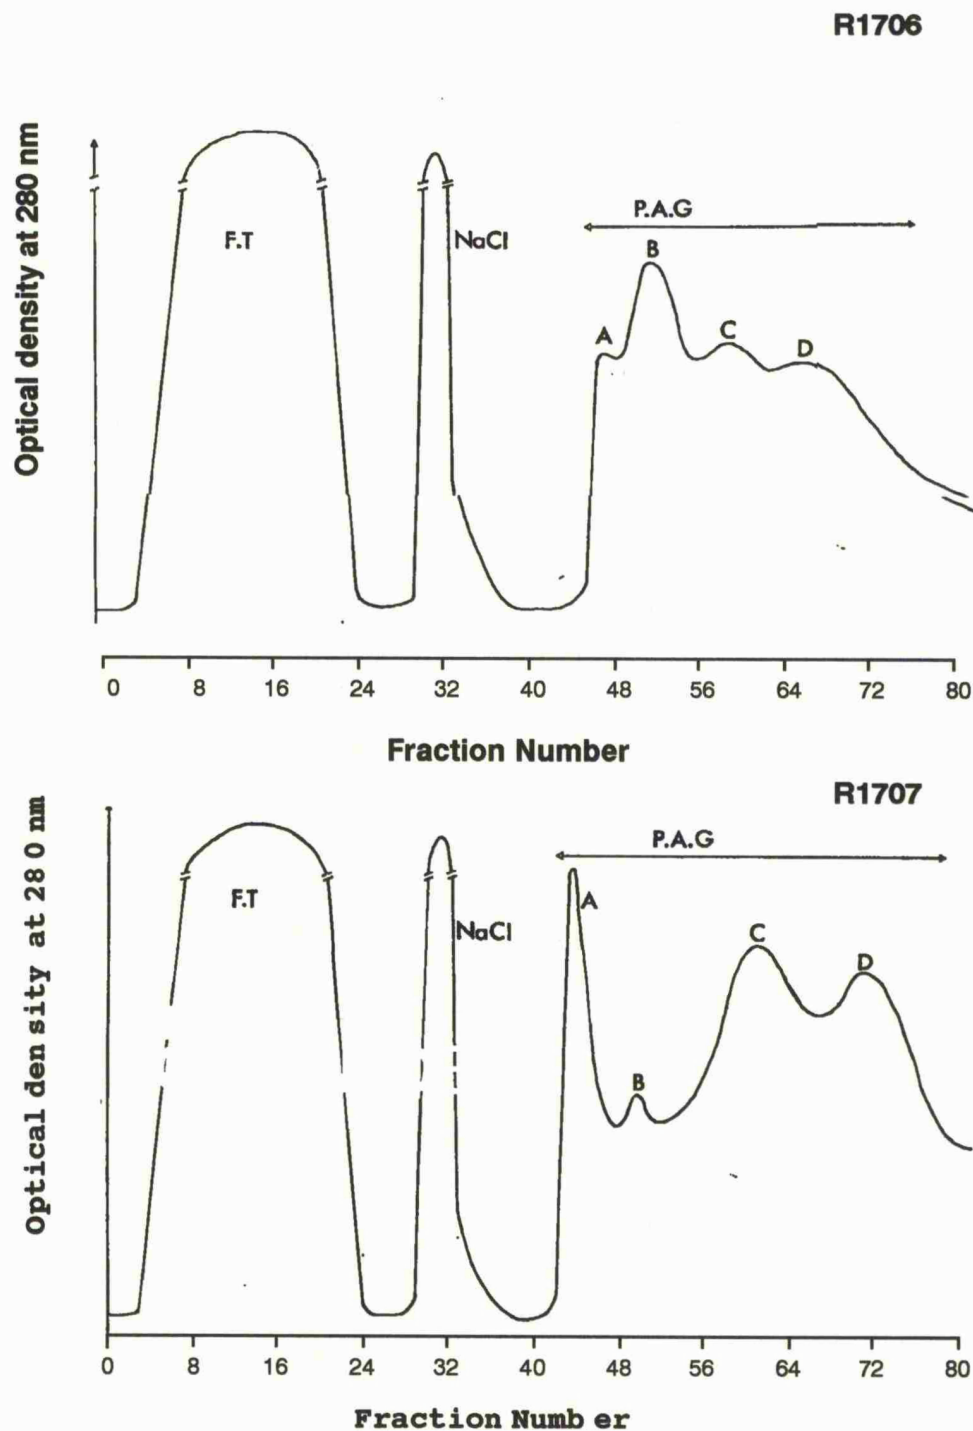 R1706
Optical density at 280 nm
P.A.G
F.T
NaCl
B
A
C
D
0 8 16 24 32 40 48 56 64 72 80
Fraction Number
R1707
Optical den sity at 28 0 nm
P.A.G
F.T
A
NaCl
C
D
B
0 8 16 24 32 40 48 56 64 72 80
Fraction Numb er